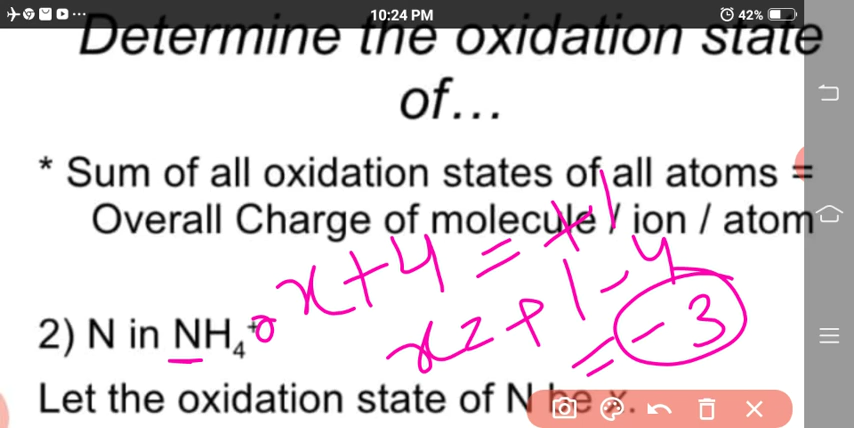 10:24 PM
42%
Determine the oxidation state
of...
* Sum of all oxidation states of all atoms =
Overall Charge of molecule / ion / atom
x+4 = +1
x = +1-4
= -3
2) N in NH₄⁺
Let the oxidation state of N be x.